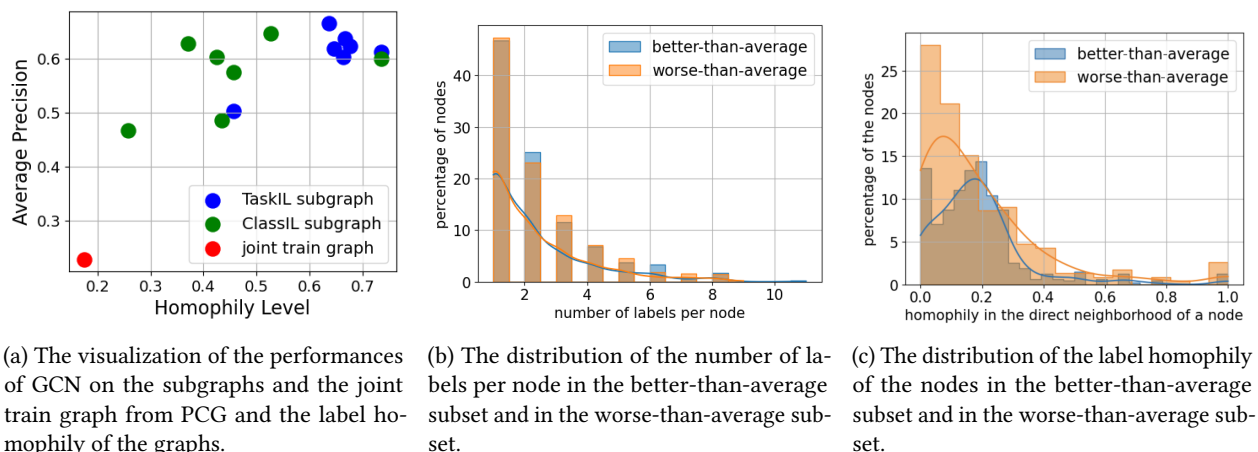 Average Precision
0.6
0.5
0.4
0.3
0.2
0.3
0.4
0.5
0.6
0.7
Homophily Level
TaskIL subgraph
ClassIL subgraph
joint train graph
(a) The visualization of the performances
of GCN on the subgraphs and the joint
train graph from PCG and the label ho-
mophily of the graphs.
percentage of nodes
40
30
20
10
0
2
4
6
8
10
number of labels per node
better-than-average
worse-than-average
(b) The distribution of the number of la-
bels per node in the better-than-average
subset and in the worse-than-average sub-
set.
percentage of the nodes
25
20
15
10
5
0
0.0
0.2
0.4
0.6
0.8
1.0
homophily in the direct neighborhood of a node
better-than-average
worse-than-average
(c) The distribution of the label homophily
of the nodes in the better-than-average
subset and in the worse-than-average sub-
set.